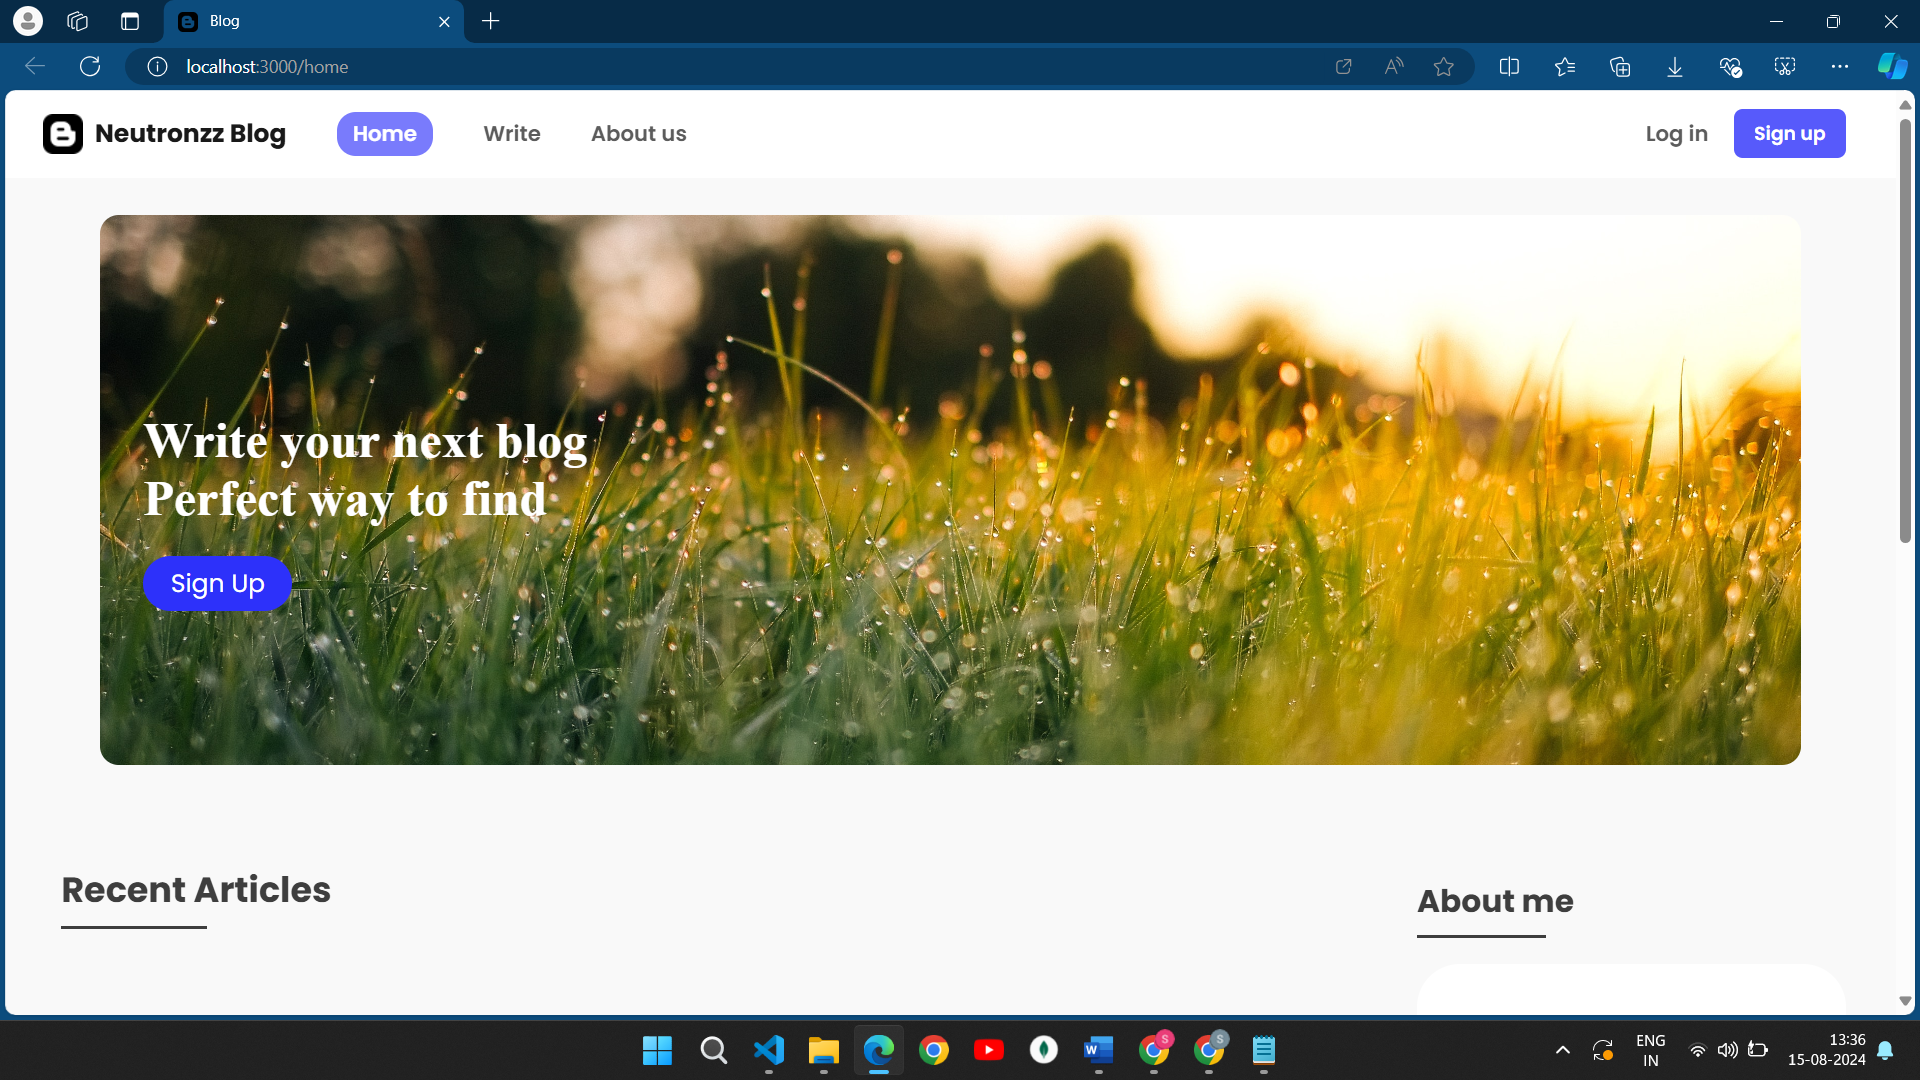 Blog
localhost:3000/home
Neutronzz Blog
Home
Write
About us
Log in
Sign up
Write your next blog
Perfect way to find
Sign Up
Recent Articles
About me
S
S
W
ENG
IN
13:36
15-08-2024